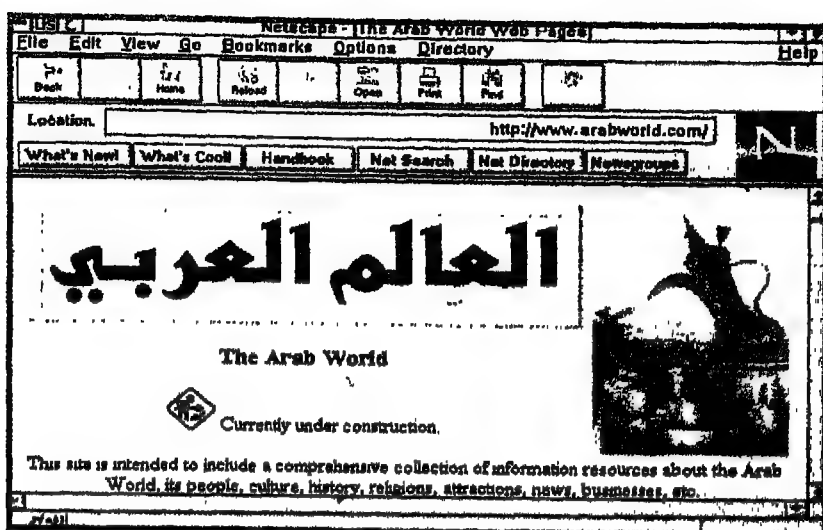 Netscape - [The Arab World Web Pages]
File Edit View Go Bookmarks Options Directory Help
Back Home Reload Open Print Find
Location. http://www.arabworld.com/
What's New! What's Cool! Handbook Net Search Net Directory Newsgroups
العالم العربي
The Arab World
Currently under construction.
This site is intended to include a comprehensive collection of information resources about the Arab
World, its people, culture, history, religions, attractions, news, businesses, etc.